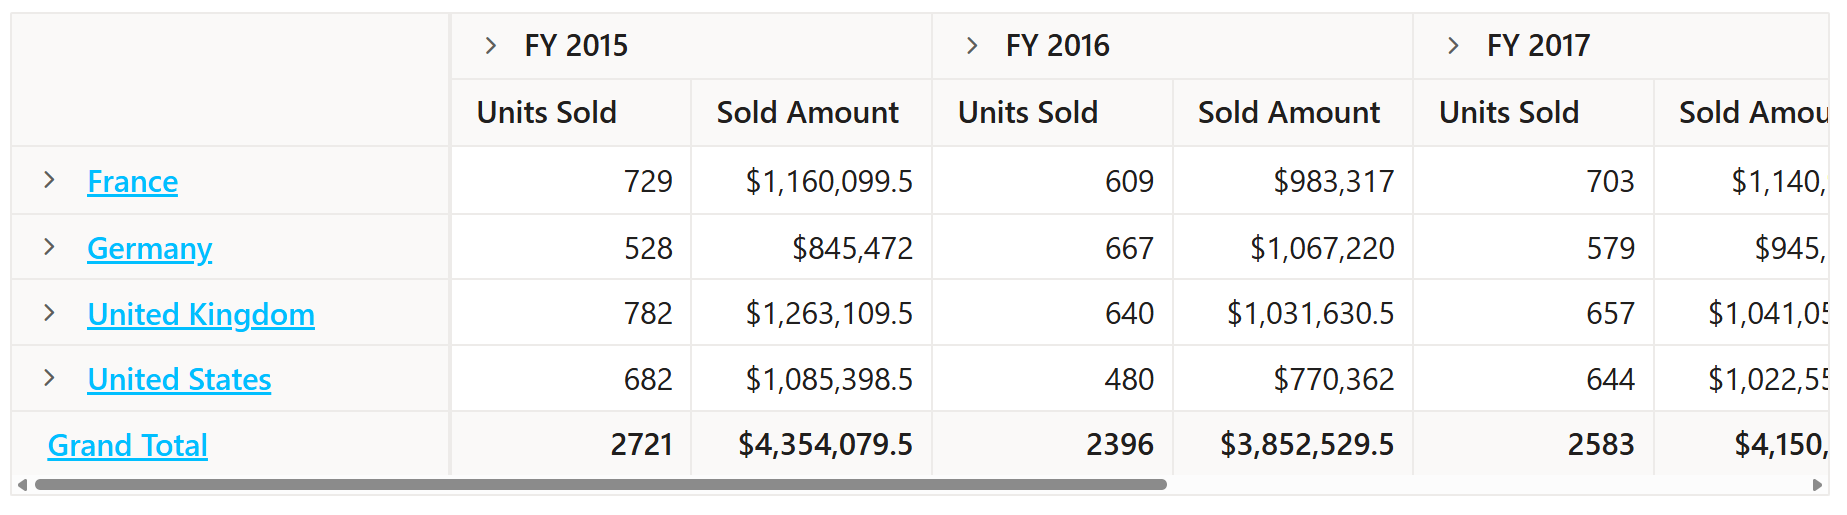 FY 2015 FY 2016 FY 2017
Units Sold Sold Amount Units Sold Sold Amount Units Sold Sold Amou
France 729 $1,160,099.5 609 $983,317 703 $1,140,
Germany 528 $845,472 667 $1,067,220 579 $945,
United Kingdom 782 $1,263,109.5 640 $1,031,630.5 657 $1,041,05
United States 682 $1,085,398.5 480 $770,362 644 $1,022,55
Grand Total 2721 $4,354,079.5 2396 $3,852,529.5 2583 $4,150,